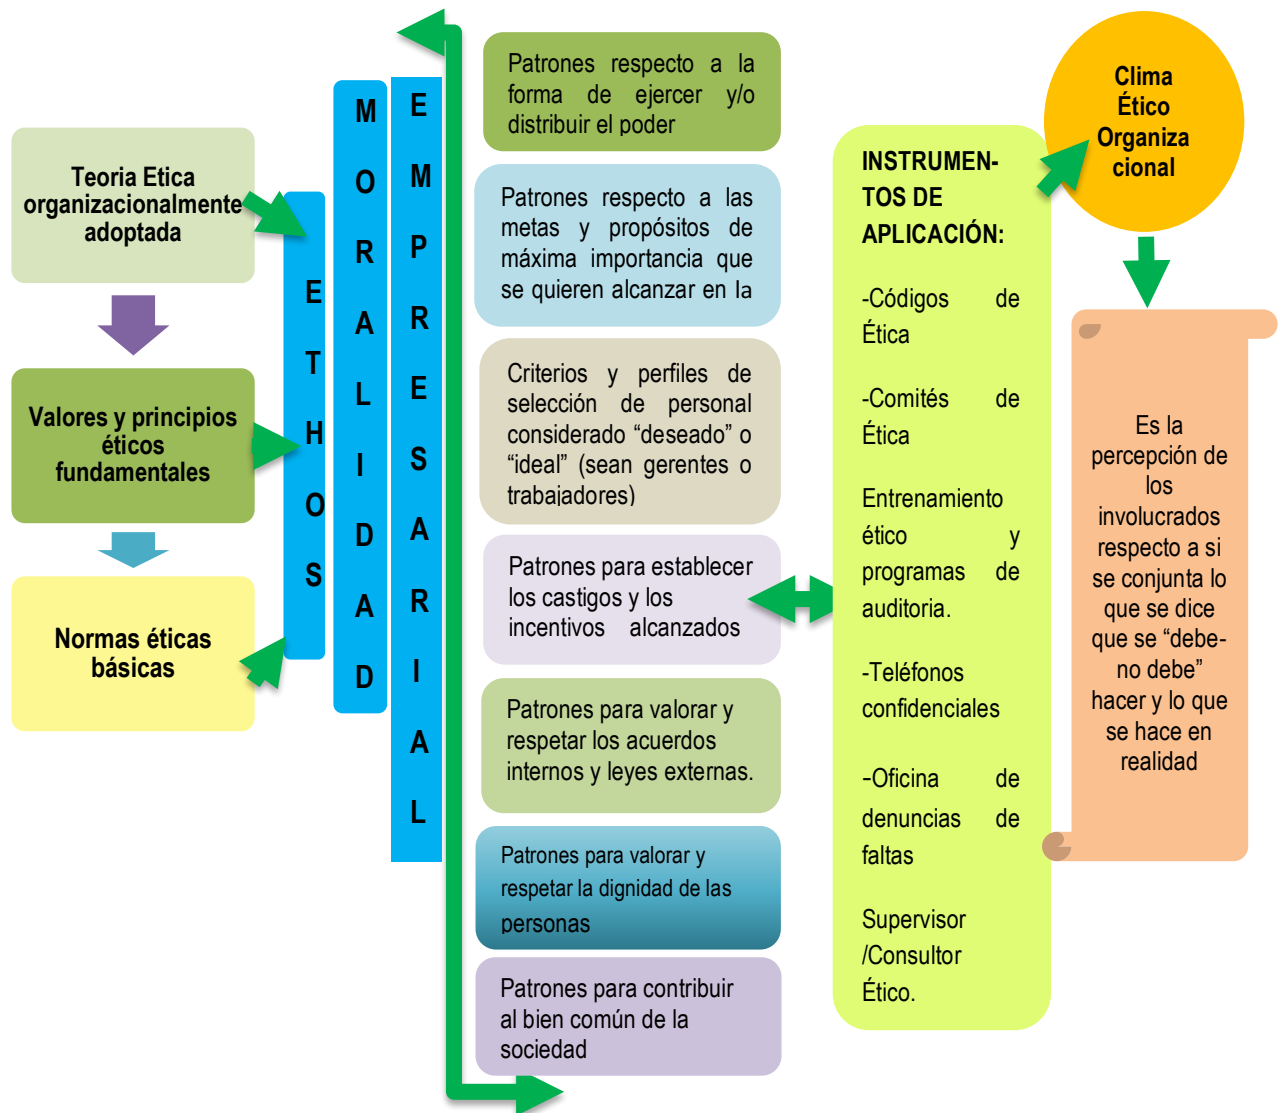 Teoria Etica
organizacionalmente
adoptada
Valores y principios
éticos
fundamentales
Normas éticas
básicas
ETHOS
MORALIDAD
EMPRESARIAL
Patrones respecto a la
forma de ejercer y/o
distribuir el poder
Patrones respecto a las
metas y propósitos de
máxima importancia que
se quieren alcanzar en la
Criterios y perfiles de
selección de personal
considerado “deseado” o
“ideal” (sean gerentes o
trabajadores)
Patrones para establecer
los castigos y los
incentivos alcanzados
Patrones para valorar y
respetar los acuerdos
internos y leyes externas.
Patrones para valorar y
respetar la dignidad de las
personas
Patrones para contribuir
al bien común de la
sociedad
INSTRUMEN-
TOS DE
APLICACIÓN:
-Códigos de
Ética
-Comités de
Ética
Entrenamiento
ético y
programas de
auditoria.
-Teléfonos
confidenciales
-Oficina de
denuncias de
faltas
Supervisor
/Consultor
Ético.
Clima
Ético
Organiza
cional
Es la
percepción de
los
involucrados
respecto a si
se conjunta lo
que se dice
que se “debe-
no debe”
hacer y lo que
se hace en
realidad